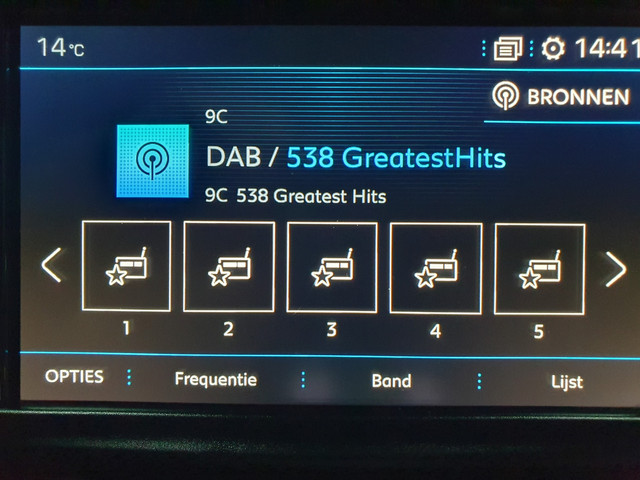 14°C 14:41
BRONNEN
9C
DAB / 538 GreatestHits
9C 538 Greatest Hits
1 2 3 4 5
OPTIES Frequentie Band Lijst